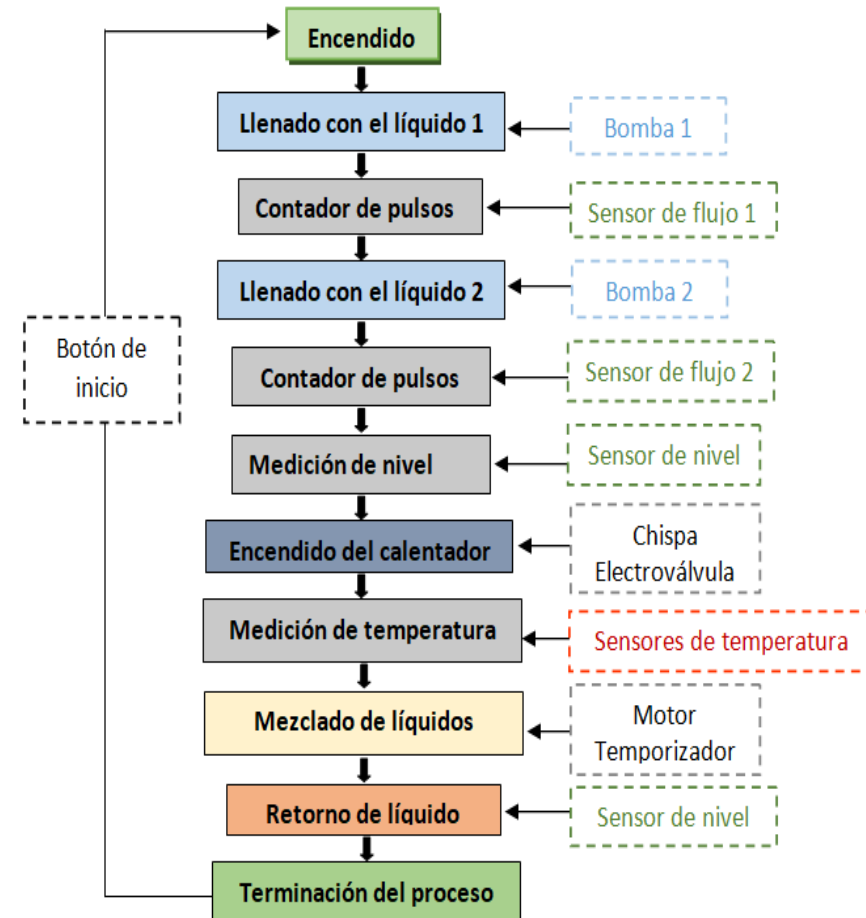 Encendido
Llenado con el líquido 1
Bomba 1
Contador de pulsos
Sensor de flujo 1
Llenado con el líquido 2
Bomba 2
Botón de
inicio
Contador de pulsos
Sensor de flujo 2
Medición de nivel
Sensor de nivel
Encendido del calentador
Chispa
Electroválvula
Medición de temperatura
Sensores de temperatura
Mezclado de líquidos
Motor
Temporizador
Retorno de líquido
Sensor de nivel
Terminación del proceso